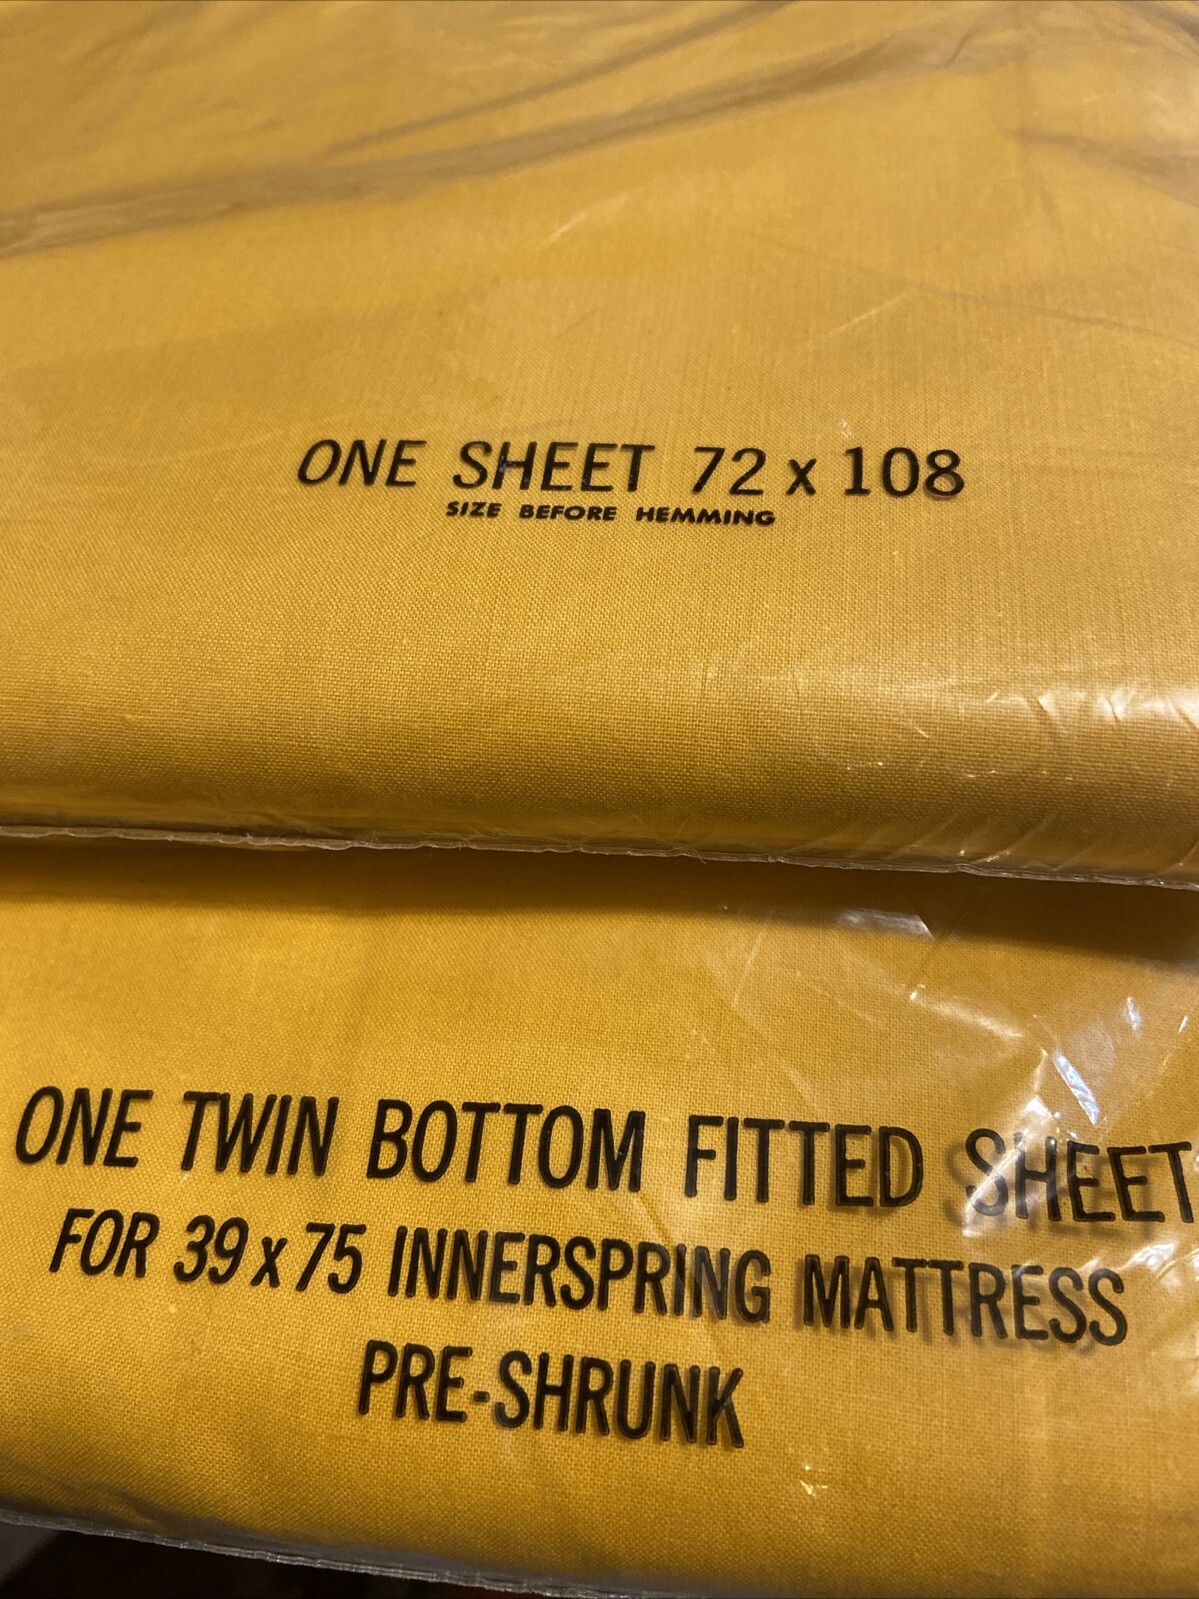 ONE SHEET 72 x 108
SIZE BEFORE HEMMING
ONE TWIN BOTTOM FITTED SHEET
FOR 39 x 75 INNERSPRING MATTRESS
PRE-SHRUNK